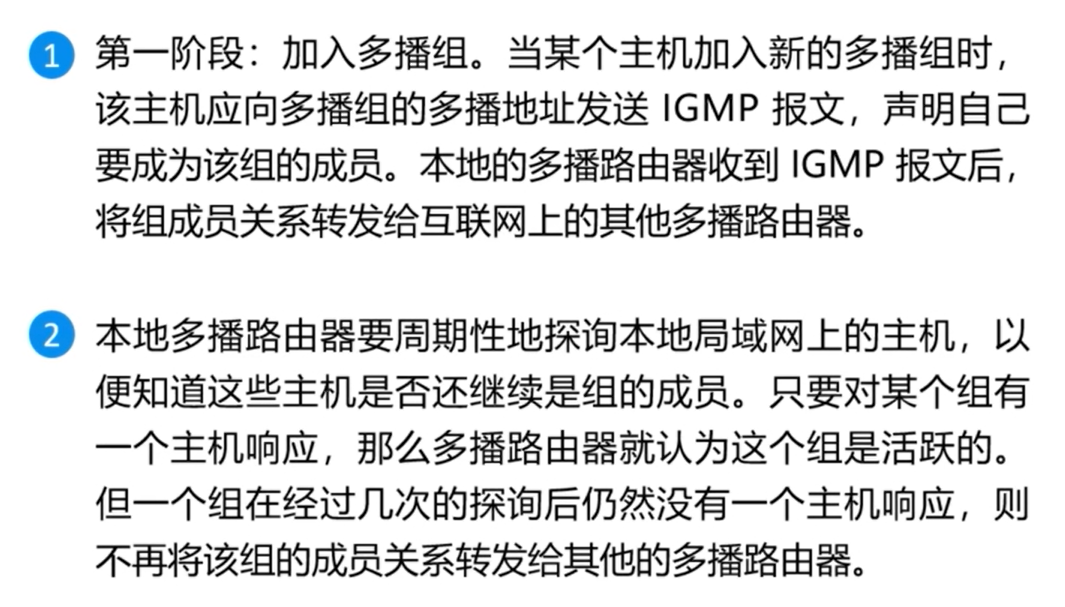 1 第一阶段：加入多播组。当某个主机加入新的多播组时，
该主机应向多播组的多播地址发送 IGMP 报文，声明自己
要成为该组的成员。本地的多播路由器收到 IGMP 报文后，
将组成员关系转发给互联网上的其他多播路由器。
2 本地多播路由器要周期性地探询本地局域网上的主机，以
便知道这些主机是否还继续是组的成员。只要对某个组有
一个主机响应，那么多播路由器就认为这个组是活跃的。
但一个组在经过几次的探询后仍然没有一个主机响应，则
不再将该组的成员关系转发给其他的多播路由器。